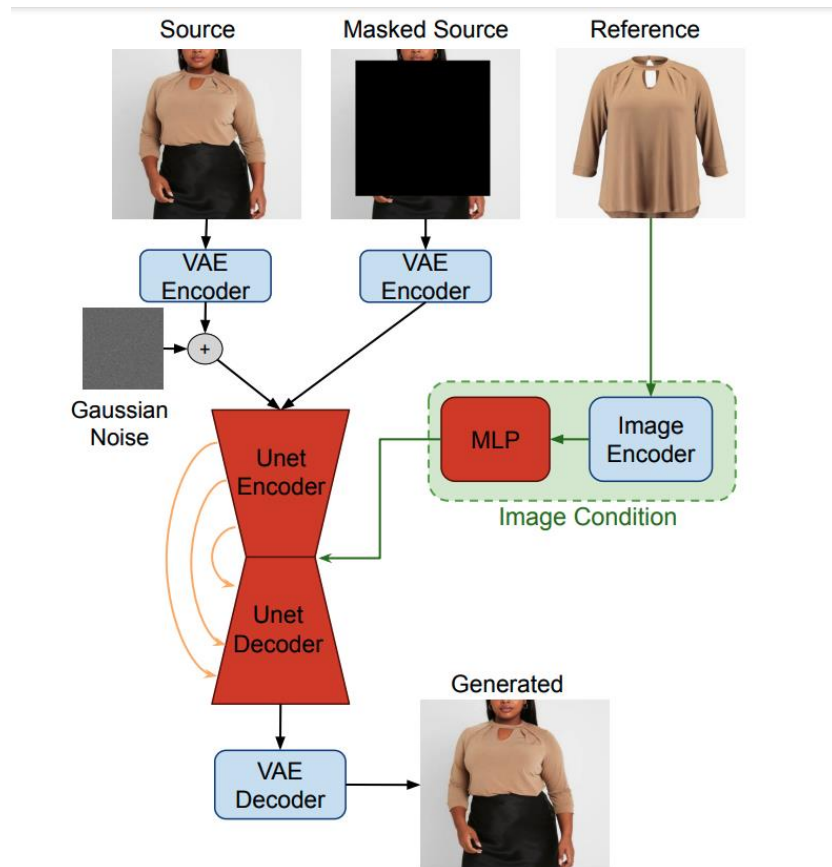 Source
Masked Source
Reference
VAE
Encoder
VAE
Encoder
+
Gaussian
Noise
Unet
Encoder
MLP
Image
Encoder
Image Condition
Unet
Decoder
Generated
VAE
Decoder